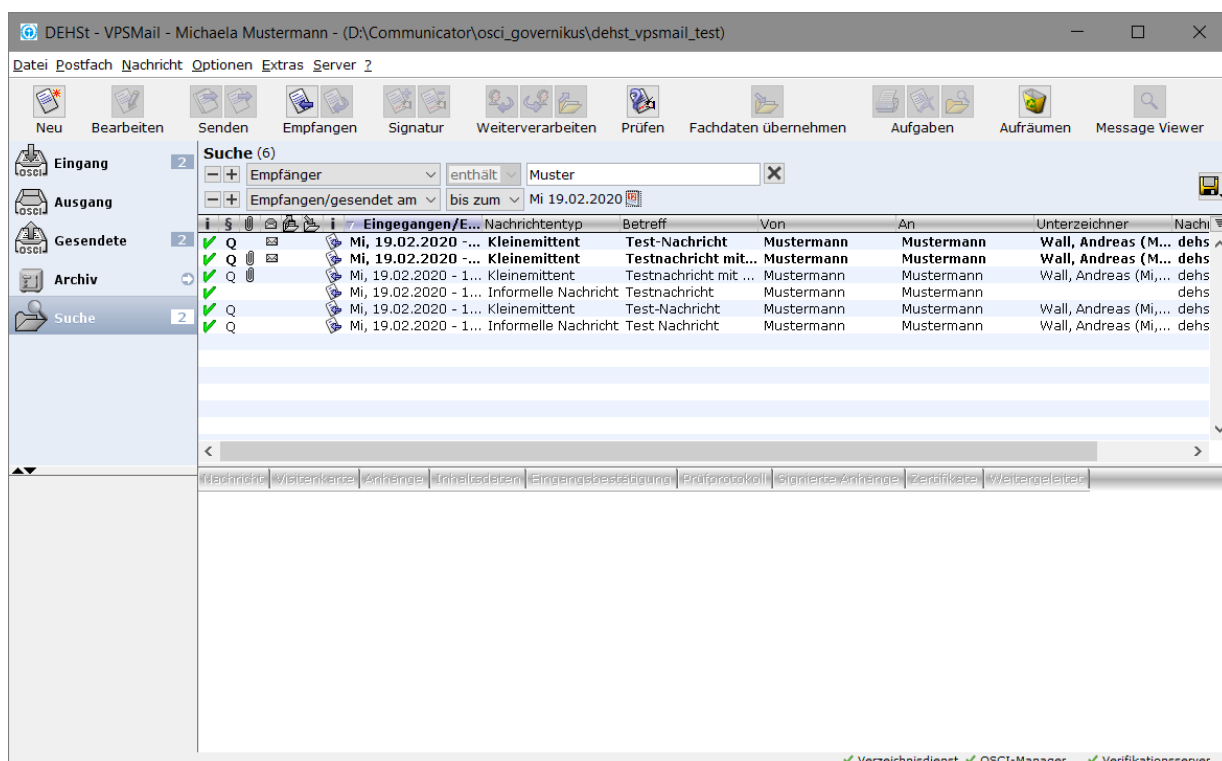 DEHSt - VPSMail - Michaela Mustermann - (D:\Communicator\osci_governikus\dehst_vpsmail_test)
Datei Postfach Nachricht Optionen Extras Server ?
Neu Bearbeiten Senden Empfangen Signatur Weiterverarbeiten Prüfen Fachdaten übernehmen Aufgaben Aufräumen Message Viewer
OSCI Eingang 2
OSCI Ausgang
OSCI Gesendete 2
Archiv
Suche 2
Suche (6)
Empfänger enthält Muster
Empfangen/gesendet am bis zum Mi 19.02.2020
i § i Eingegangen/E... Nachrichtentyp Betreff Von An Unterzeichner
Q Mi, 19.02.2020 -... Kleinemittent Test-Nachricht Mustermann Mustermann Wall, Andreas (M... dehs
Q Mi, 19.02.2020 -... Kleinemittent Testnachricht mit... Mustermann Mustermann Wall, Andreas (M... dehs
Q Mi, 19.02.2020 - 1... Kleinemittent Testnachricht mit ... Mustermann Mustermann Wall, Andreas (Mi,... dehs
Mi, 19.02.2020 - 1... Informelle Nachricht Testnachricht Mustermann Mustermann dehs
Q Mi, 19.02.2020 - 1... Kleinemittent Test-Nachricht Mustermann Mustermann Wall, Andreas (Mi,... dehs
Q Mi, 19.02.2020 - 1... Informelle Nachricht Test Nachricht Mustermann Mustermann Wall, Andreas (Mi,... dehs
Nachricht Visitenkarte Anhänge Inhaltsdaten Eingangsbestätigung Prüfprotokoll Signierte Anhänge Zertifikate Weitergeleitet
Verzeichnisdienst OSCI-Manager Verifikationsserver